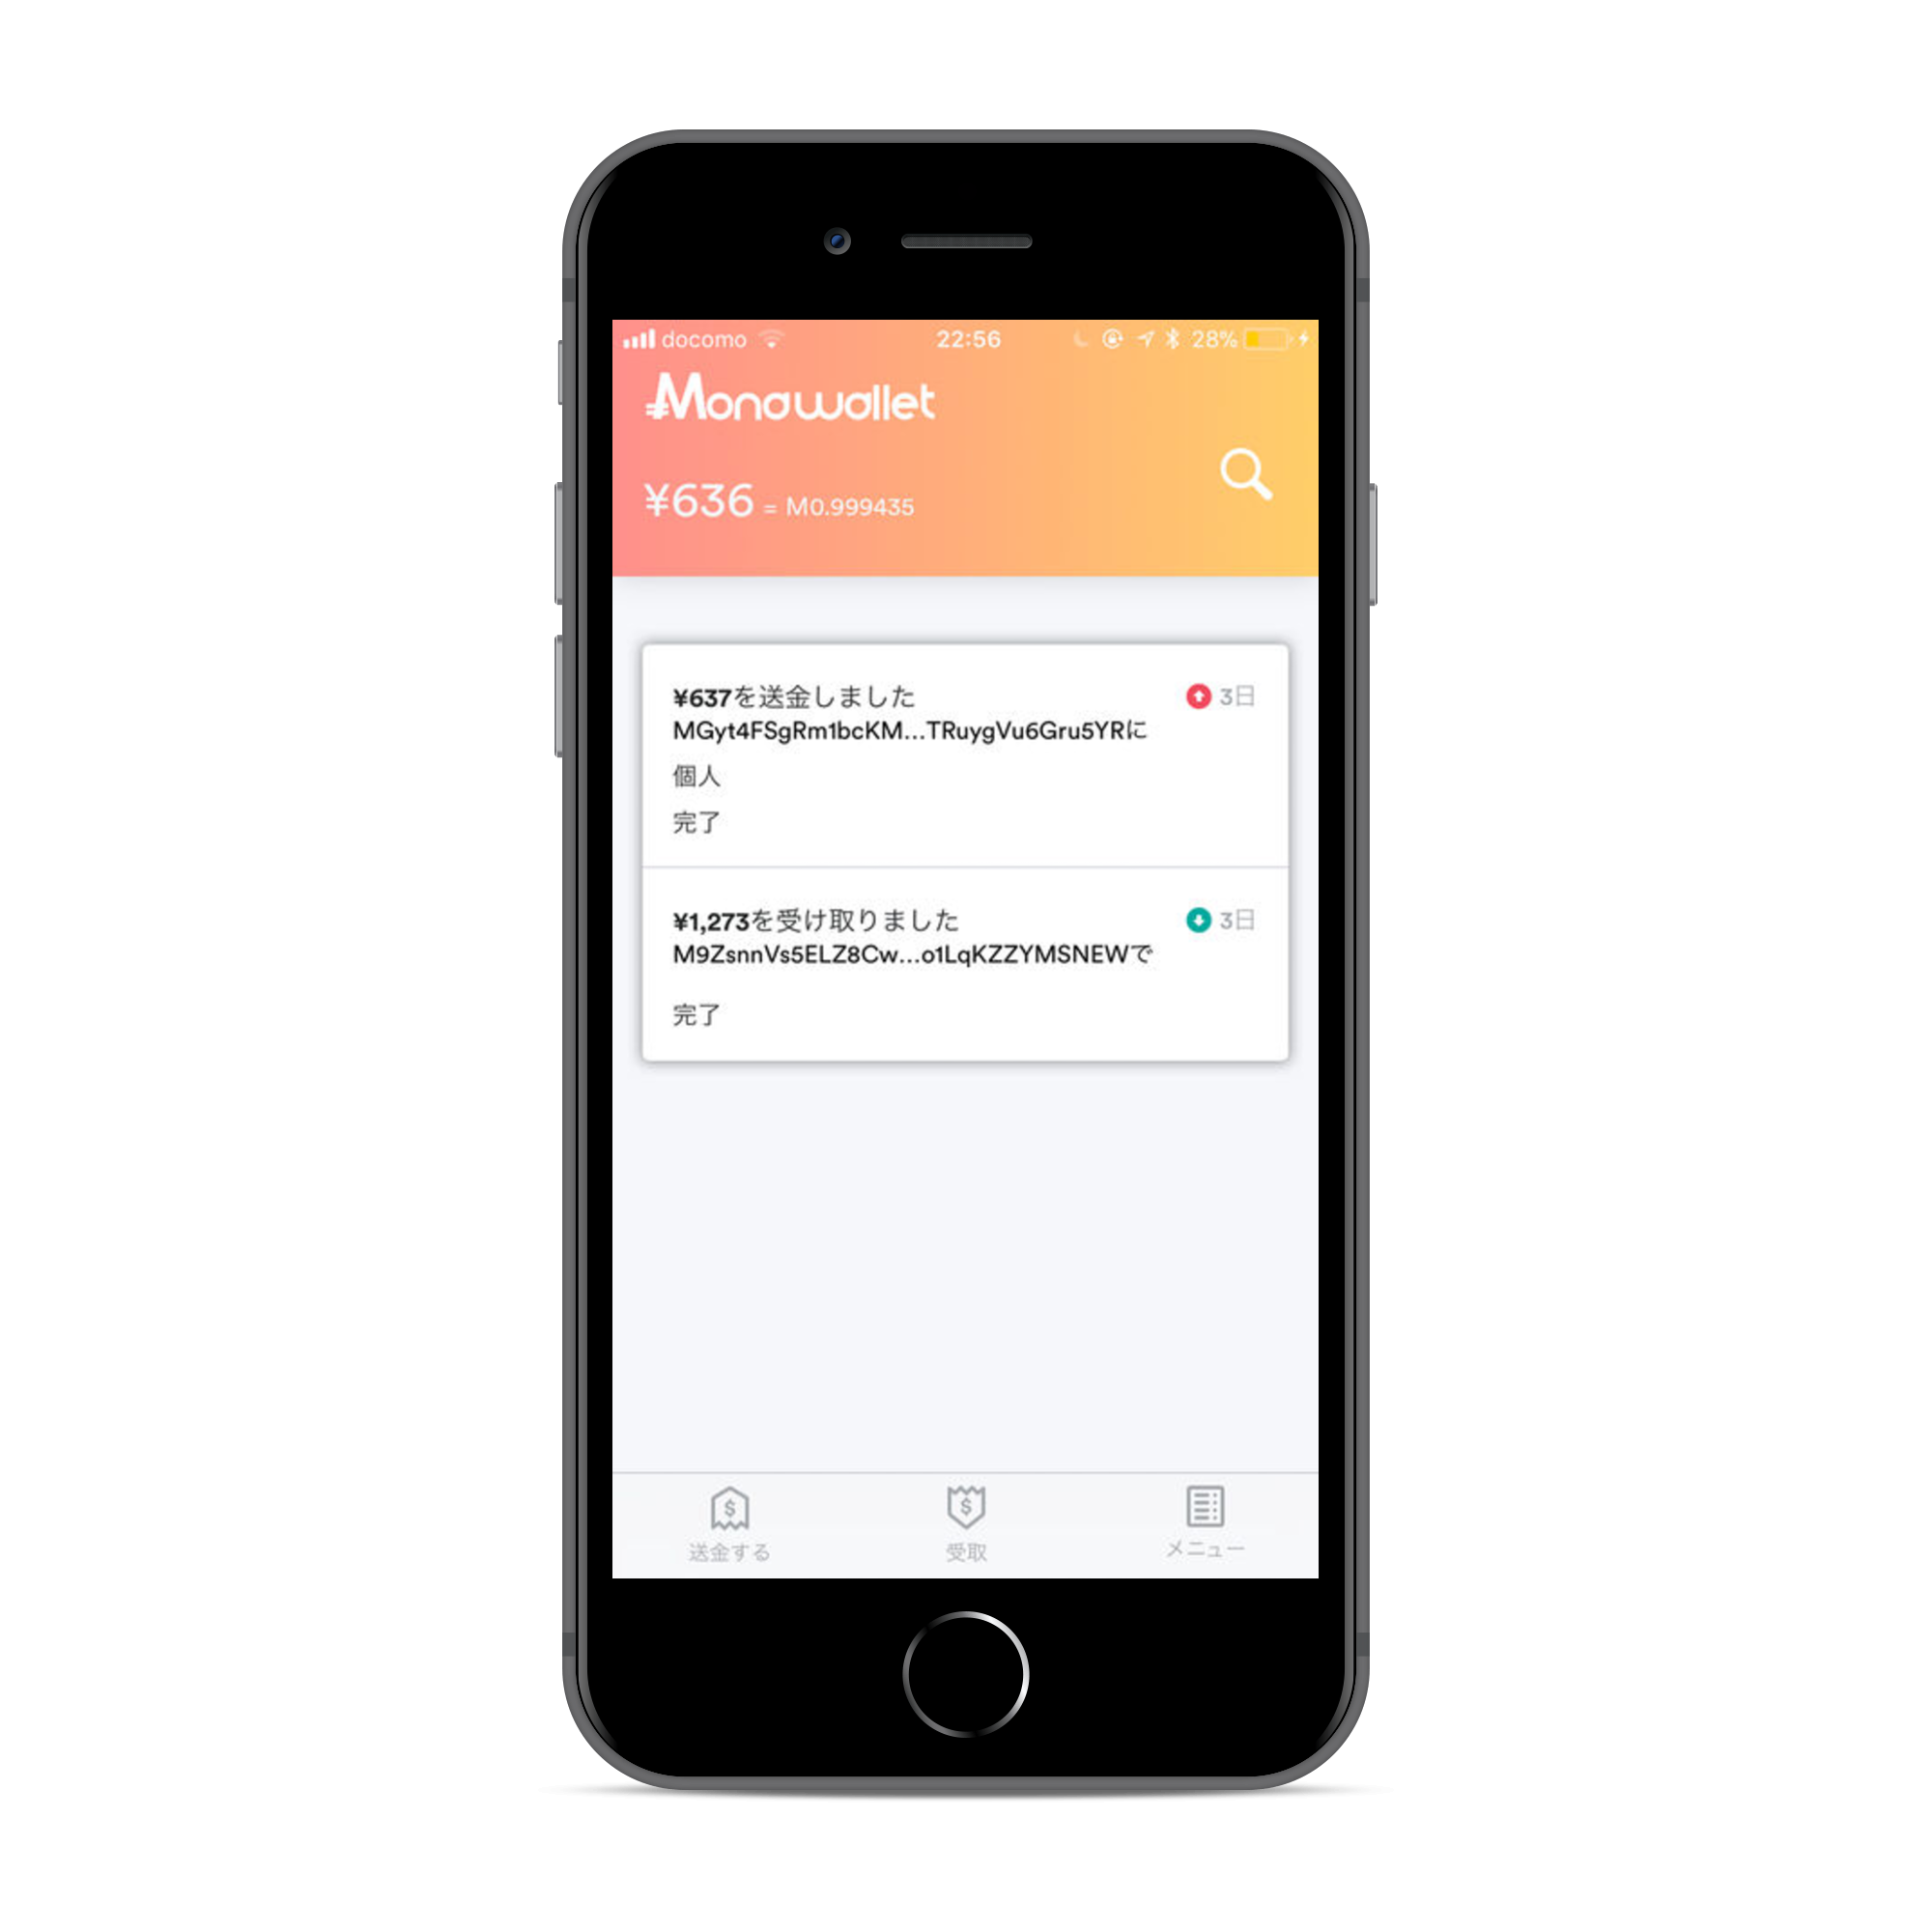 docomo 22:56 28%
Monawallet
¥636 = M0.999435
¥637を送金しました 3日
MGyt4FSgRm1bcKM...TRuygVu6Gru5YRに
個人
完了
¥1,273を受け取りました 3日
M9ZsnnVs5ELZ8Cw...o1LqKZZYMSNEWで
完了
送金する 受取 メニュー